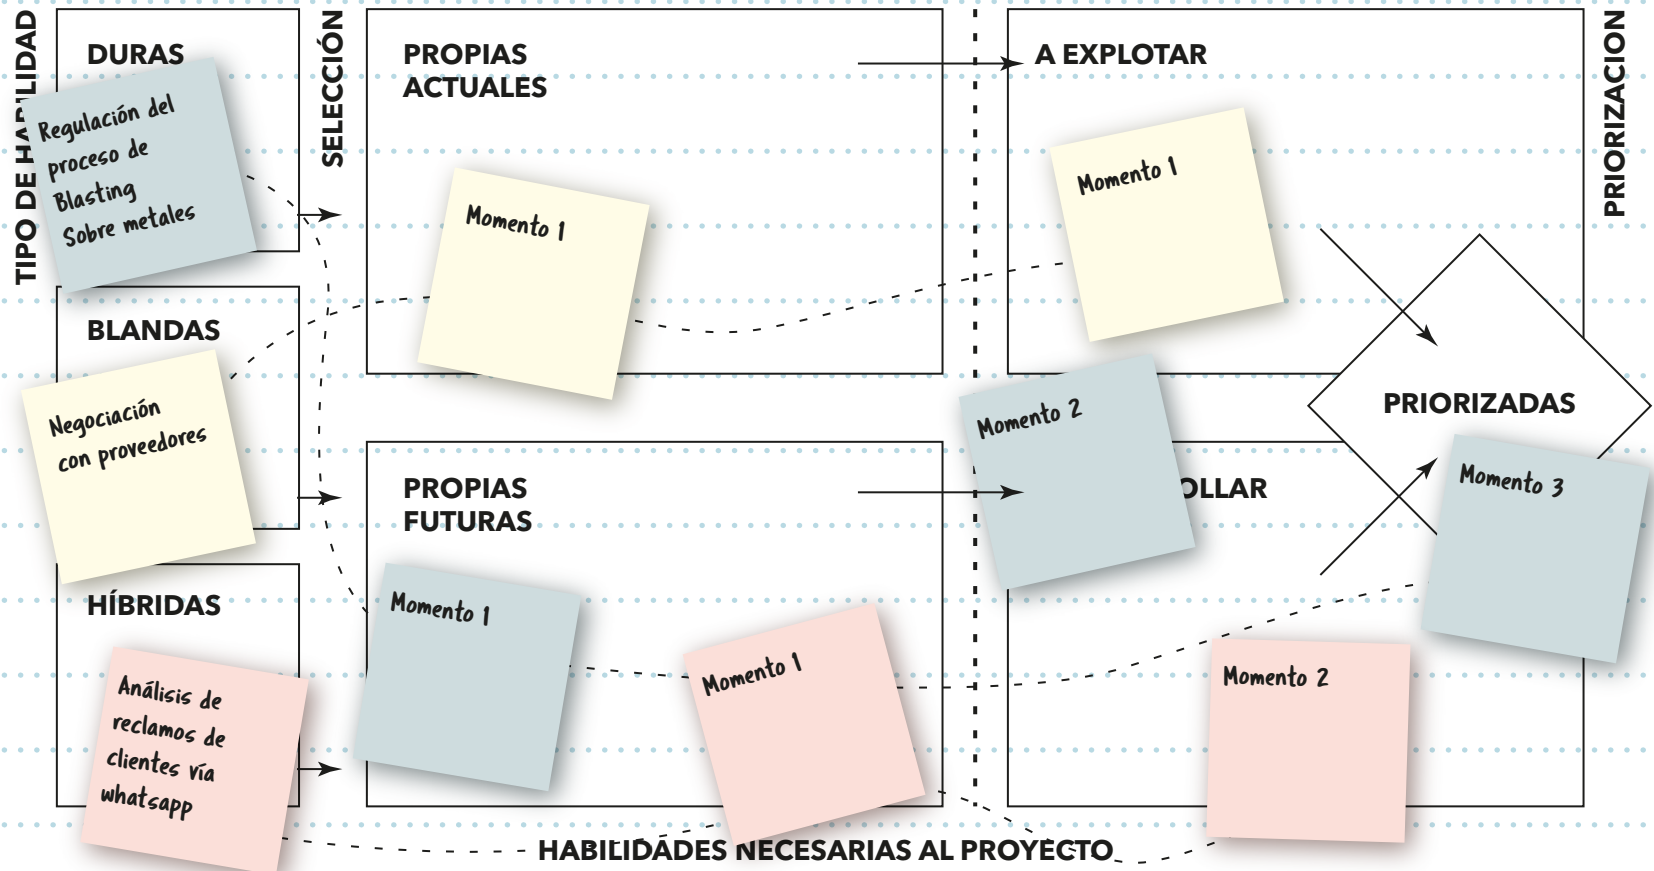 TIPO DE HABILIDAD
DURAS
Regulación del
proceso de
Blasting
Sobre metales
BLANDAS
Negociación
con proveedores
HÍBRIDAS
Análisis de
reclamos de
clientes vía
whatsapp
SELECCIÓN
PROPIAS
ACTUALES
Momento 1
PROPIAS
FUTURAS
Momento 1
Momento 1
A EXPLOTAR
Momento 1
Momento 2
OLLAR
Momento 2
PRIORIZADAS
Momento 3
PRIORIZACION
HABILIDADES NECESARIAS AL PROYECTO